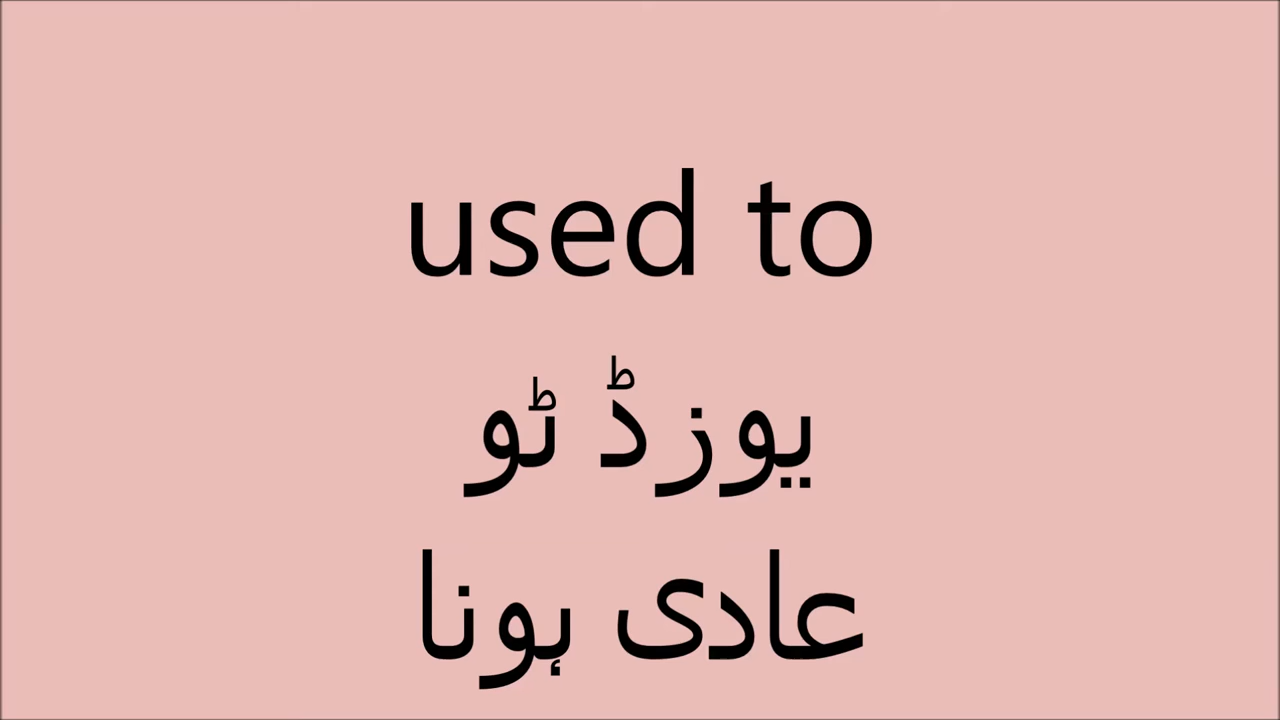 used to
یوزڈ ٹو
عادی ہونا